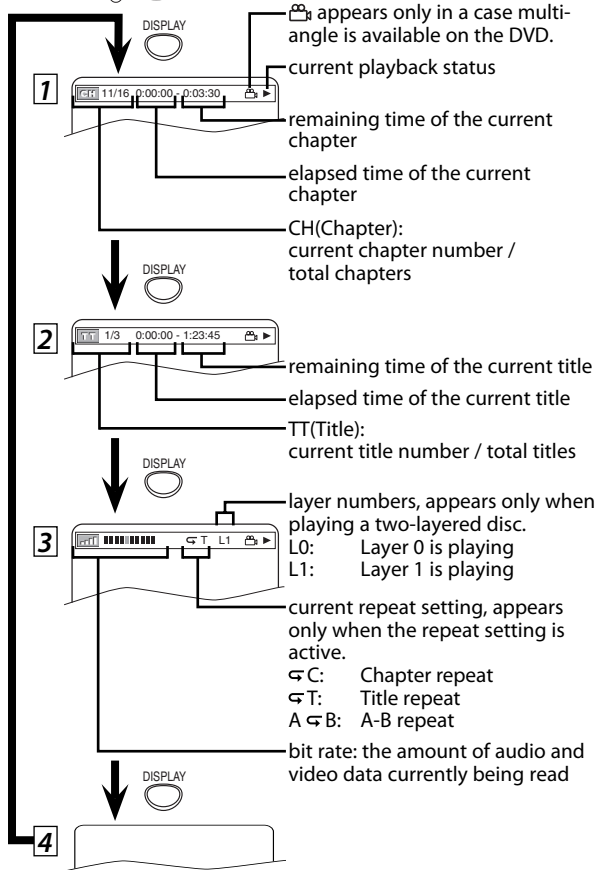 DISPLAY
appears only in a case multi-
angle is available on the DVD.
current playback status
1
CH 11/16 0:00:00 - 0:03:30
remaining time of the current
chapter
elapsed time of the current
chapter
CH(Chapter):
current chapter number /
total chapters
DISPLAY
2
TT 1/3 0:00:00 - 1:23:45
remaining time of the current title
elapsed time of the current title
TT(Title):
current title number / total titles
DISPLAY
layer numbers, appears only when
playing a two-layered disc.
L0: Layer 0 is playing
L1: Layer 1 is playing
3
T L1
current repeat setting, appears
only when the repeat setting is
active.
C: Chapter repeat
T: Title repeat
A B: A-B repeat
bit rate: the amount of audio and
video data currently being read
DISPLAY
4